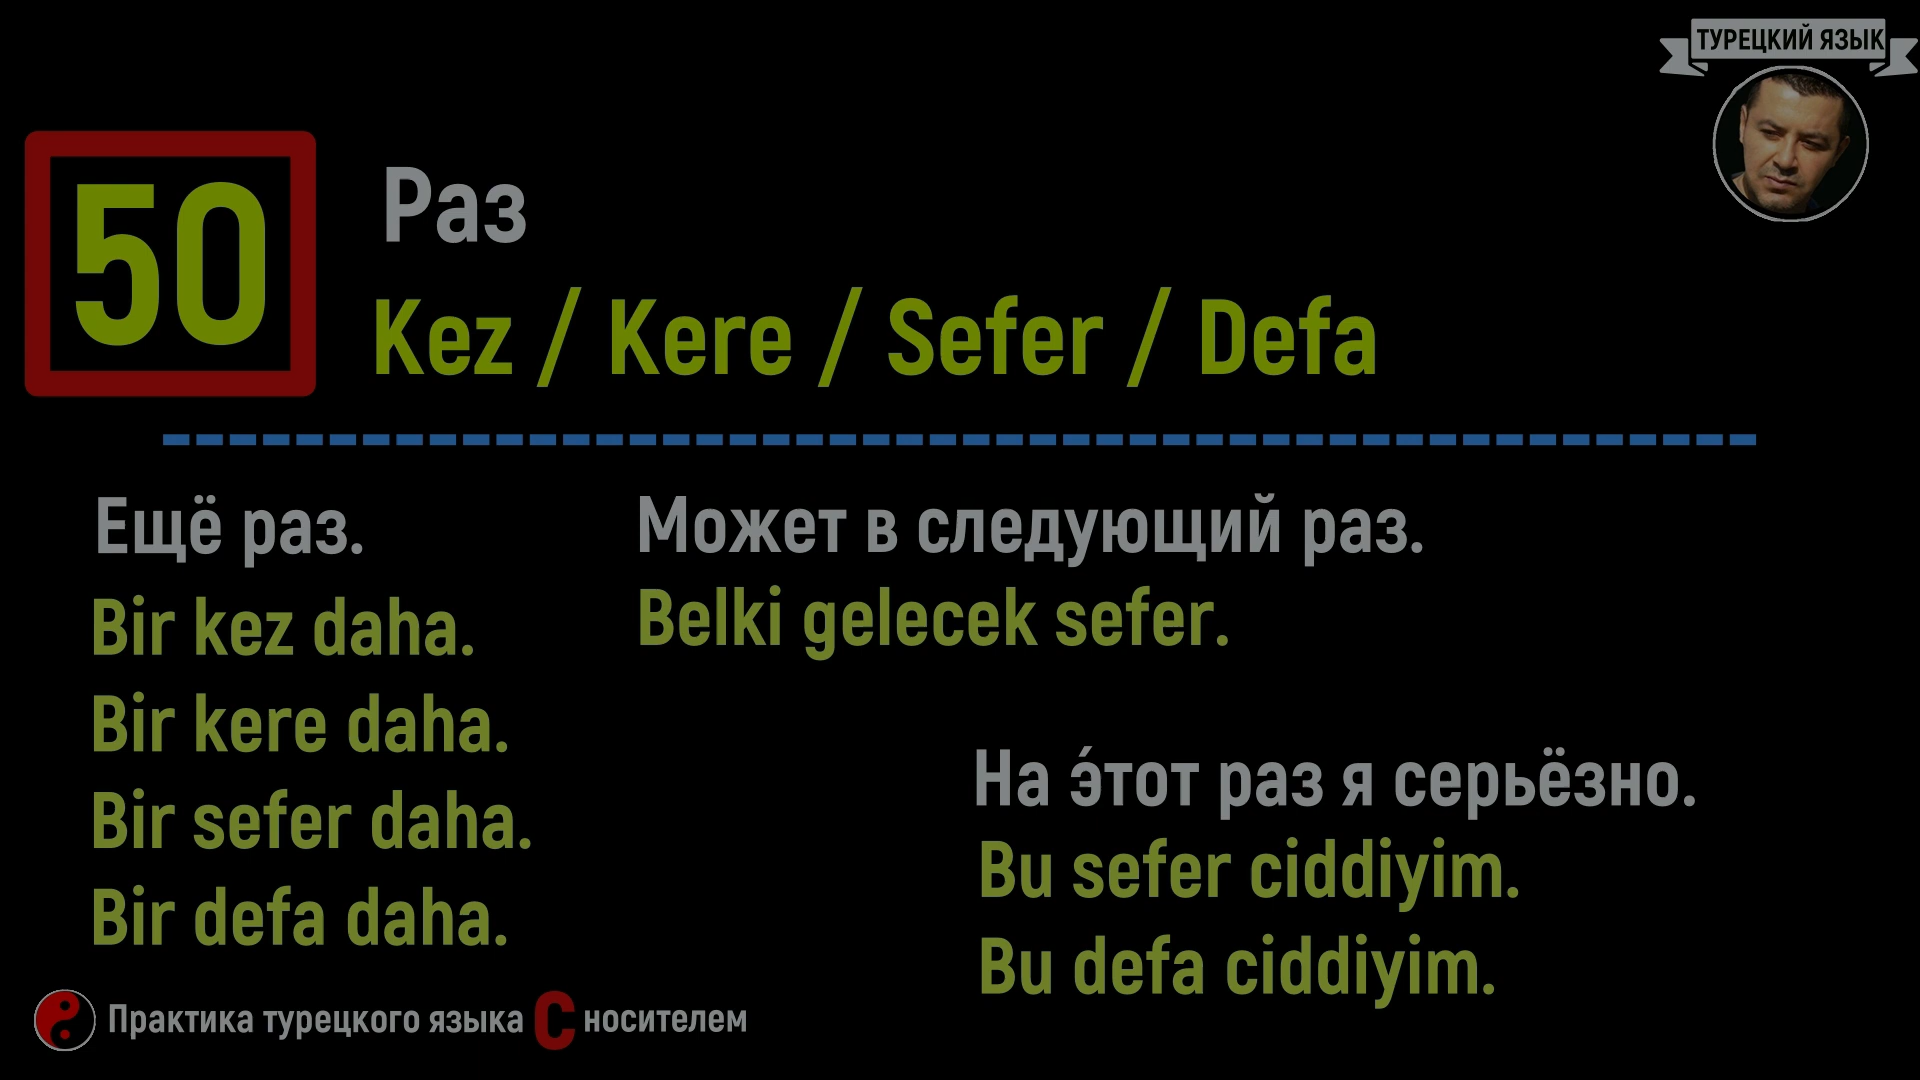 ТУРЕЦКИЙ ЯЗЫК
50
Раз
Kez / Kere / Sefer / Defa
Ещё раз.
Bir kez daha.
Bir kere daha.
Bir sefer daha.
Bir defa daha.
Может в следующий раз.
Belki gelecek sefer.
На э́тот раз я серьёзно.
Bu sefer ciddiyim.
Bu defa ciddiyim.
Практика турецкого языка С носителем